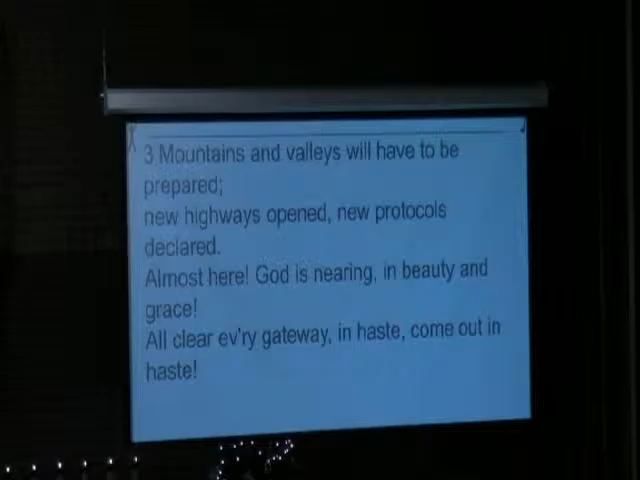 3 Mountains and valleys will have to be
prepared;
new highways opened, new protocols
declared.
Almost here! God is nearing, in beauty and
grace!
All clear ev'ry gateway, in haste, come out in
haste!